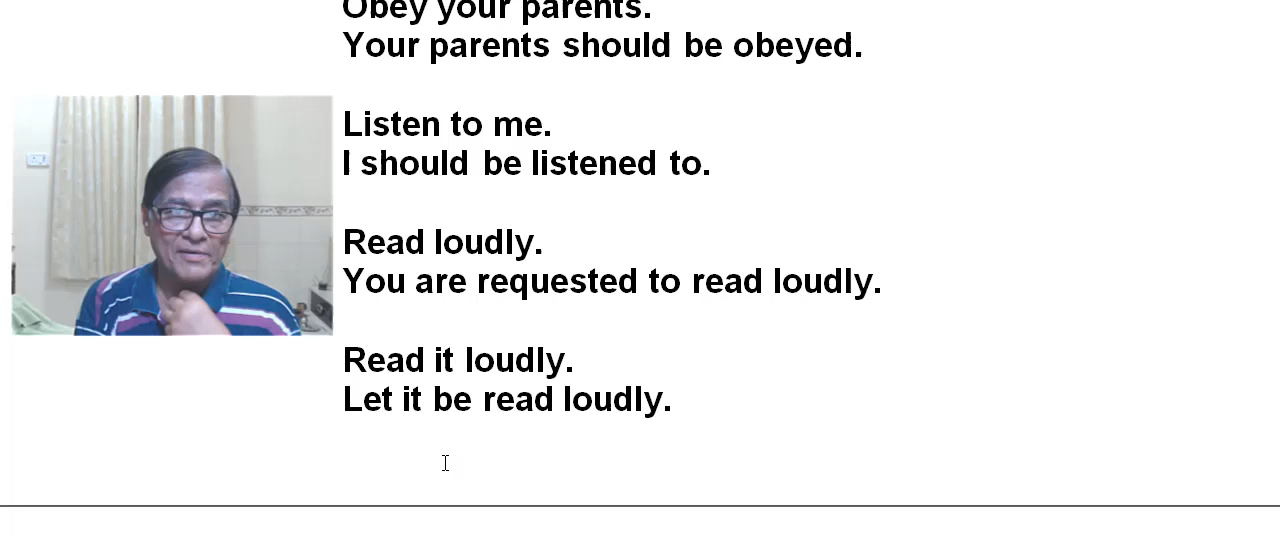 Obey your parents.
Your parents should be obeyed.
Listen to me.
I should be listened to.
Read loudly.
You are requested to read loudly.
Read it loudly.
Let it be read loudly.